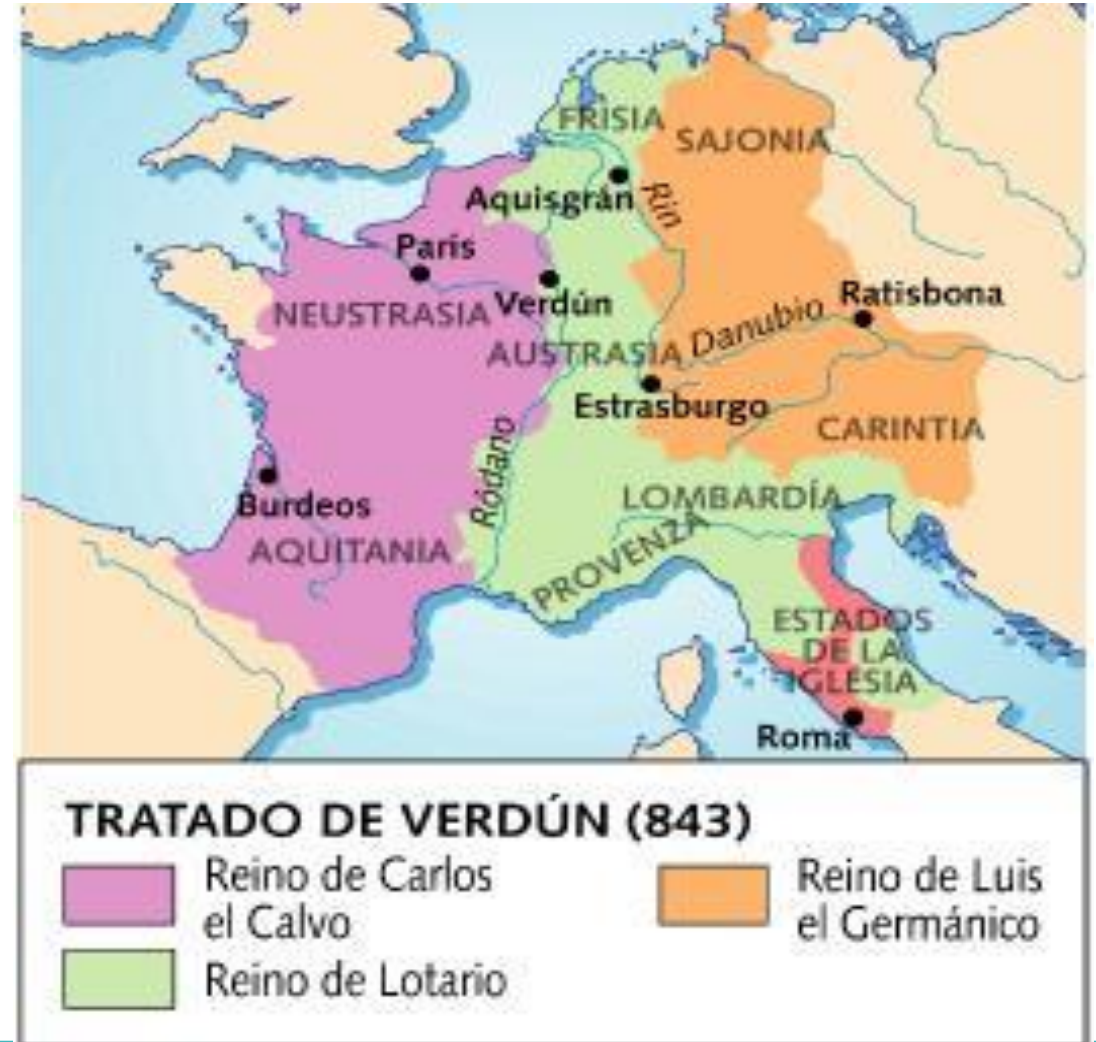 FRISIA
SAJONIA
Aquisgrán
Rin
París
Verdún
Ratisbona
NEUSTRASIA
Danubio
AUSTRASIA
Estrasburgo
CARINTIA
Ródano
Burdeos
LOMBARDÍA
AQUITANIA
PROVENZA
ESTADOS
DE LA
IGLESIA
Roma
TRATADO DE VERDÚN (843)
Reino de Carlos
el Calvo
Reino de Lotario
Reino de Luis
el Germánico